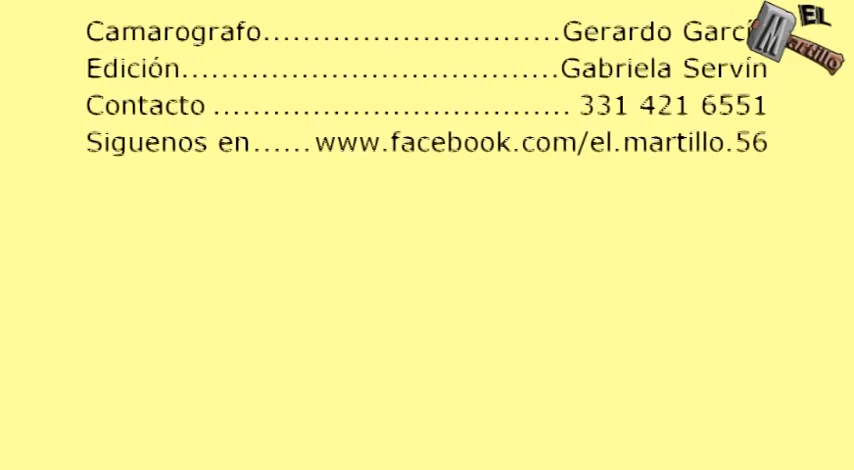 Camarografo..............................Gerardo Garcí
Edición......................................Gabriela Servín
Contacto .................................... 331 421 6551
Siguenos en......www.facebook.com/el.martillo.56
EL
Martillo